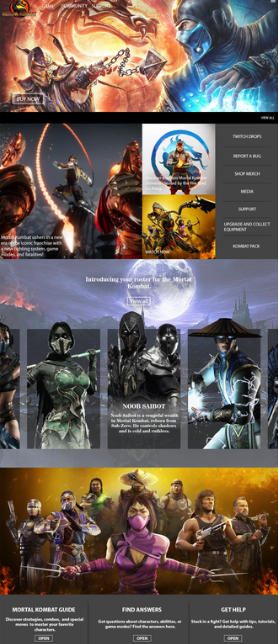 GAME COMMUNITY SUPPORT
BUY NOW
VIEW ALL
TWITCH DROPS
REPORT A BUG
SHOP MERCH
MEDIA
SUPPORT
UPGRADE AND COLLECT
EQUIPMENT
KOMBAT PACK
Mortal Kombat ushers in a new
era of the iconic franchise with
a new fighting system, game
modes, and fatalities!
WATCH NOW
Introducing your roster for the Mortal
Kombat.
View all
NOOB SAIBOT
Noob Saibot is a vengeful wraith
in Mortal Kombat, reborn from
Sub-Zero. He controls shadows
and is cold and ruthless.
MORTAL KOMBAT GUIDE
Discover strategies, combos, and special
moves to master your favorite
characters.
OPEN
FIND ANSWERS
Got questions about characters, abilities, or
game modes? Find the answers here.
OPEN
GET HELP
Stuck in a fight? Get help with tips, tutorials,
and detailed guides.
OPEN